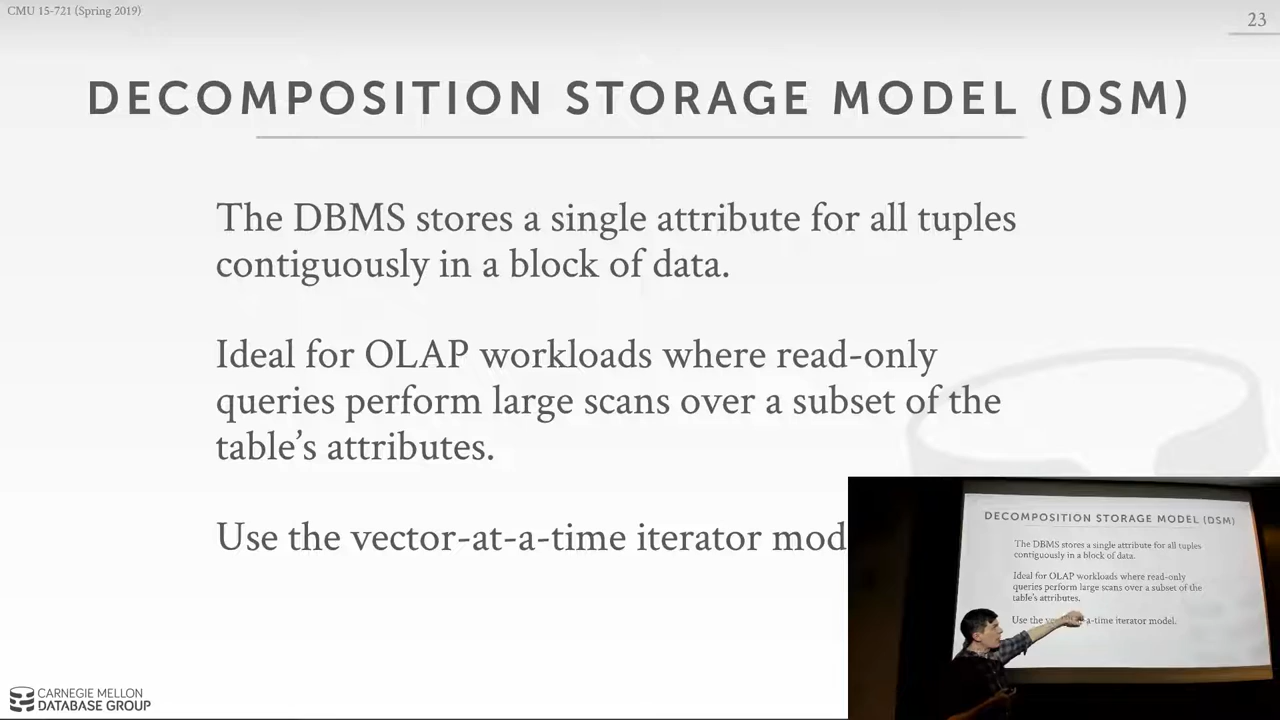 CMU 15-721 (Spring 2019)
23
DECOMPOSITION STORAGE MODEL (DSM)
The DBMS stores a single attribute for all tuples
contiguously in a block of data.
Ideal for OLAP workloads where read-only
queries perform large scans over a subset of the
table’s attributes.
Use the vector-at-a-time iterator mod
DECOMPOSITION STORAGE MODEL (DSM)
The DBMS stores a single attribute for all tuples
contiguously in a block of data.
Ideal for OLAP workloads where read-only
queries perform large scans over a subset of the
table's attributes.
Use the a-time iterator model.
CARNEGIE MELLON
DATABASE GROUP